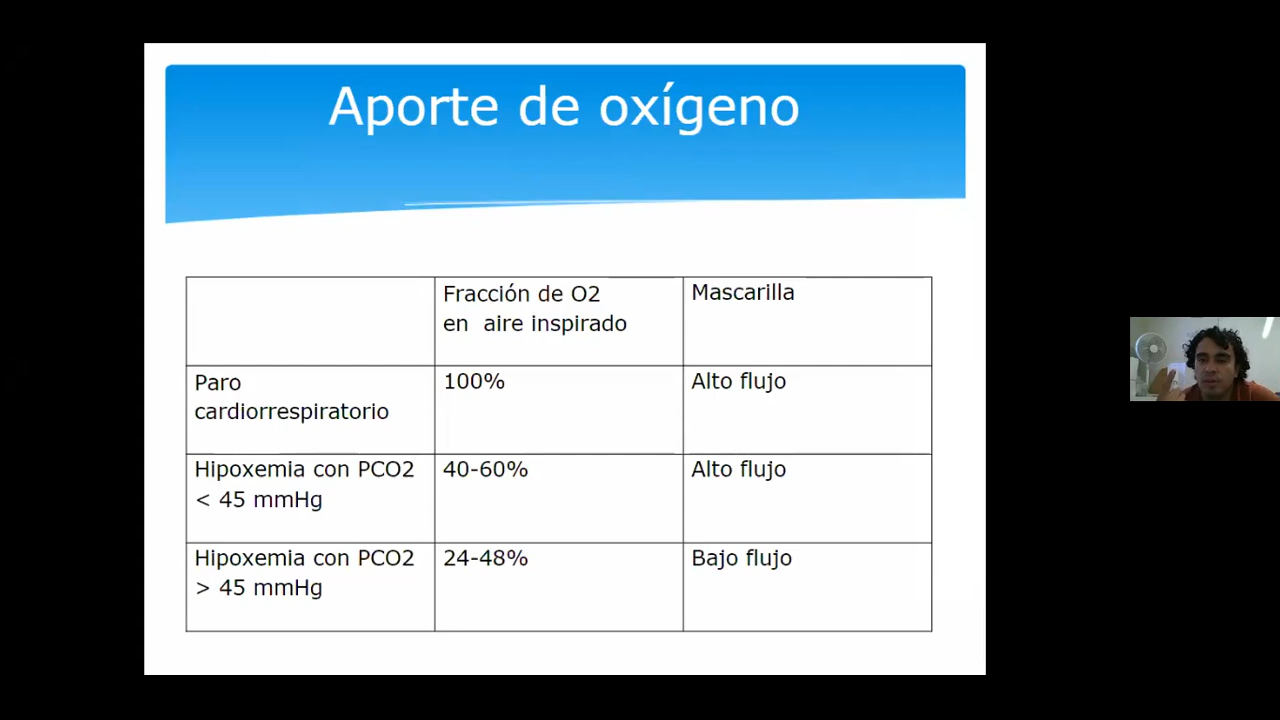 Aporte de oxígeno
Fracción de O2
en aire inspirado
Mascarilla
Paro
cardiorrespiratorio
100%
Alto flujo
Hipoxemia con PCO2
< 45 mmHg
40-60%
Alto flujo
Hipoxemia con PCO2
> 45 mmHg
24-48%
Bajo flujo